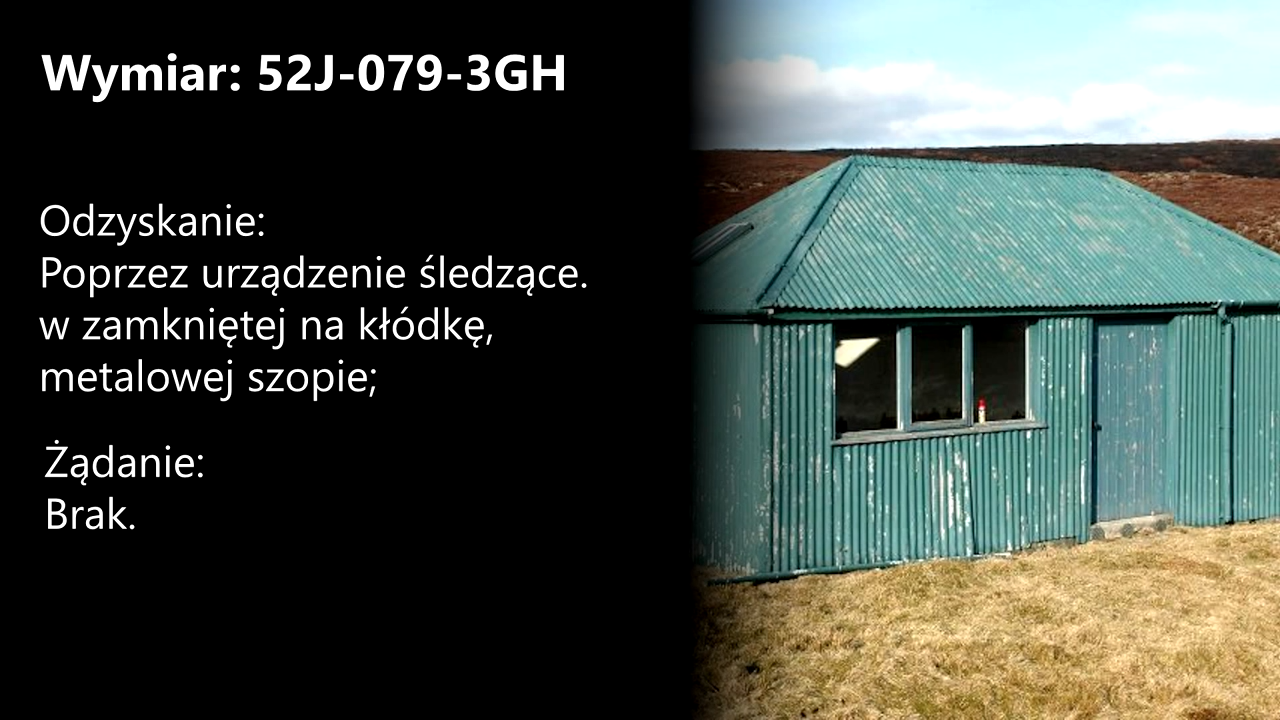 Wymiar: 52J-079-3GH
Odzyskanie:
Poprzez urządzenie śledzące.
w zamkniętej na kłódkę,
metalowej szopie;
Żądanie:
Brak.